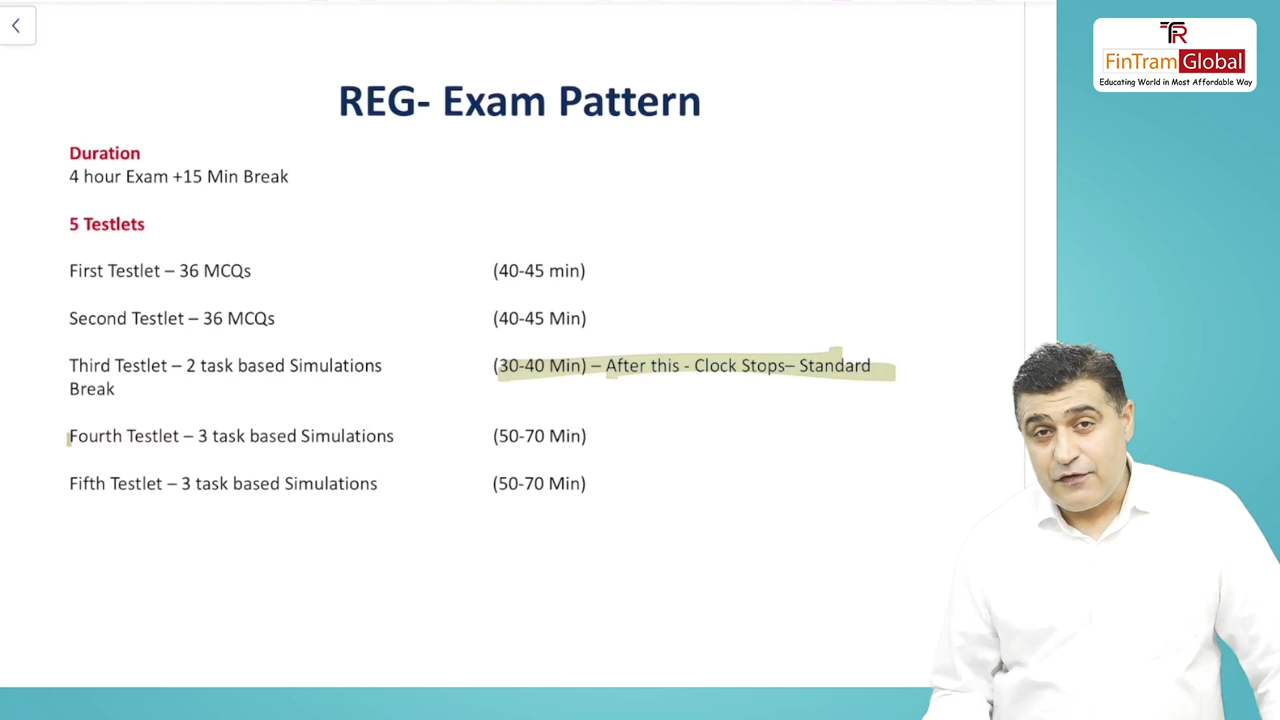 REG- Exam Pattern
Duration
4 hour Exam +15 Min Break
5 Testlets
First Testlet – 36 MCQs (40-45 min)
Second Testlet – 36 MCQs (40-45 Min)
Third Testlet – 2 task based Simulations (30-40 Min) – After this - Clock Stops– Standard
Break
Fourth Testlet – 3 task based Simulations (50-70 Min)
Fifth Testlet – 3 task based Simulations (50-70 Min)
FinTram Global
Educating World in Most Affordable Way